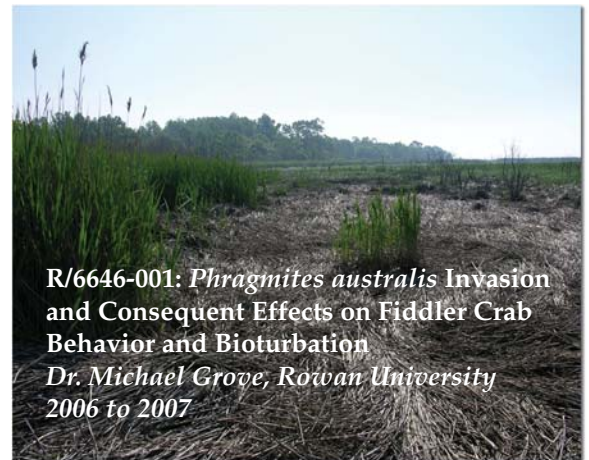 R/6646-001: Phragmites australis Invasion
and Consequent Effects on Fiddler Crab
Behavior and Bioturbation
Dr. Michael Grove, Rowan University
2006 to 2007